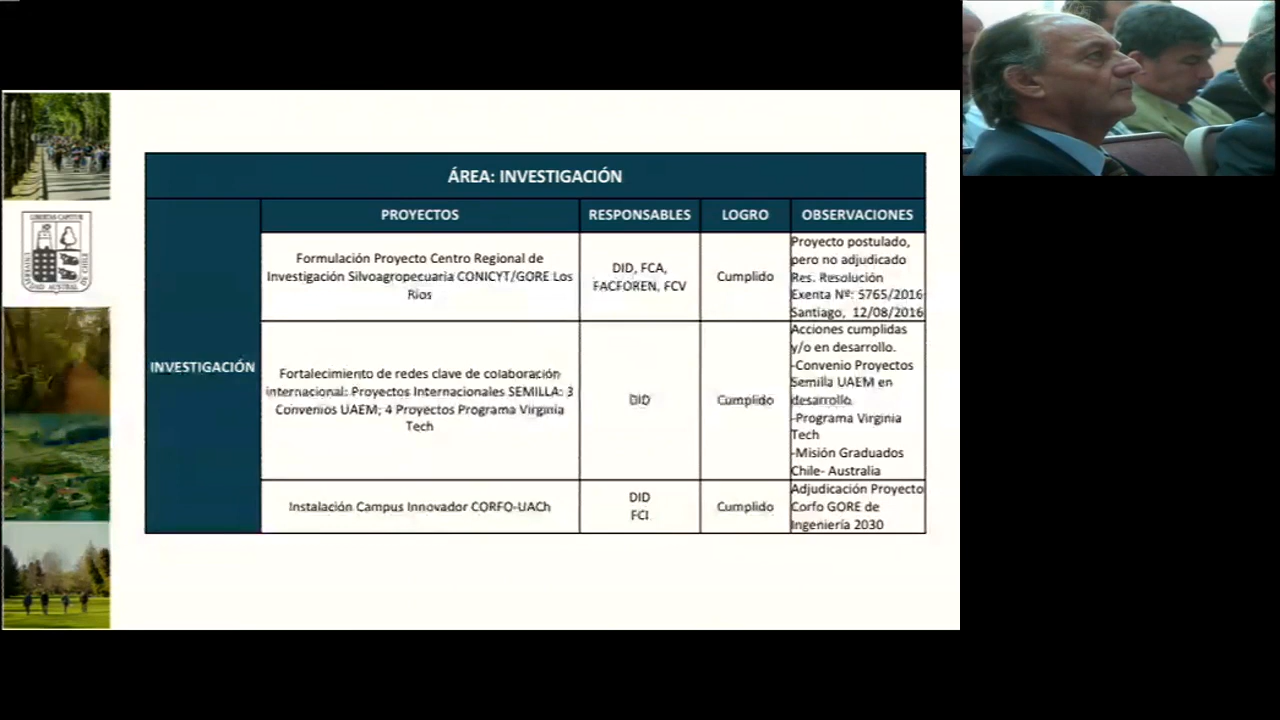 LIBERTAS CAPITUR
ÁREA: INVESTIGACIÓN
PROYECTOS
RESPONSABLES
LOGRO
OBSERVACIONES
INVESTIGACIÓN
Formulación Proyecto Centro Regional de
Investigación Silvoagropecuaria CONICYT/GORE Los
Ríos
DID, FCA,
FACFOREN, FCV
Cumplido
Proyecto postulado,
pero no adjudicado
Res. Resolución
Exenta Nº: 5765/2016
Santiago, 12/08/2016
Fortalecimiento de redes clave de colaboración
internacional: Proyectos Internacionales SEMILLA: 3
Convenios UAEM; 4 Proyectos Programa Virginia
Tech
DID
Cumplido
Acciones cumplidas
y/o en desarrollo.
-Convenio Proyectos
Semilla UAEM en
desarrollo.
-Programa Virginia
Tech
-Misión Graduados
Chile- Australia
Instalación Campus Innovador CORFO-UACh
DID
FCI
Cumplido
Adjudicación Proyecto
Corfo GORE de
Ingeniería 2030